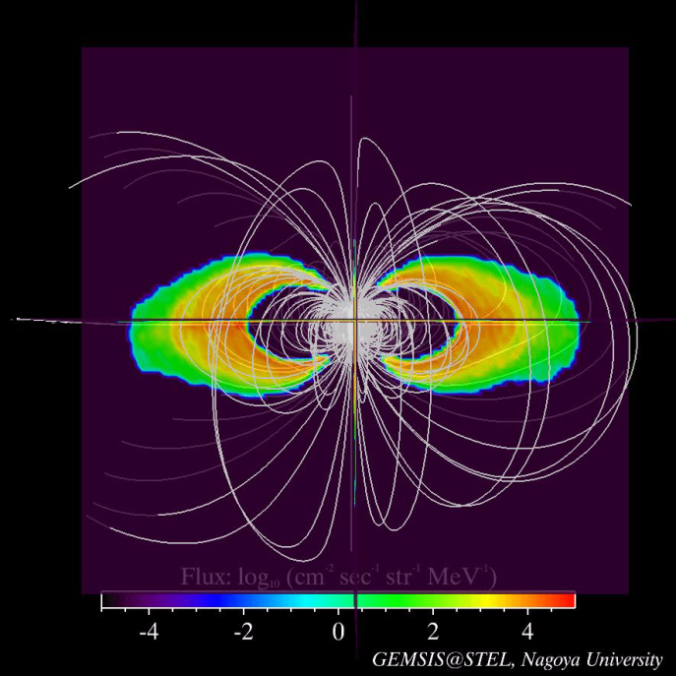 Flux: log₁₀ (cm⁻² sec⁻¹ str⁻¹ MeV⁻¹)
-4 -2 0 2 4
GEMSIS@STEL, Nagoya University